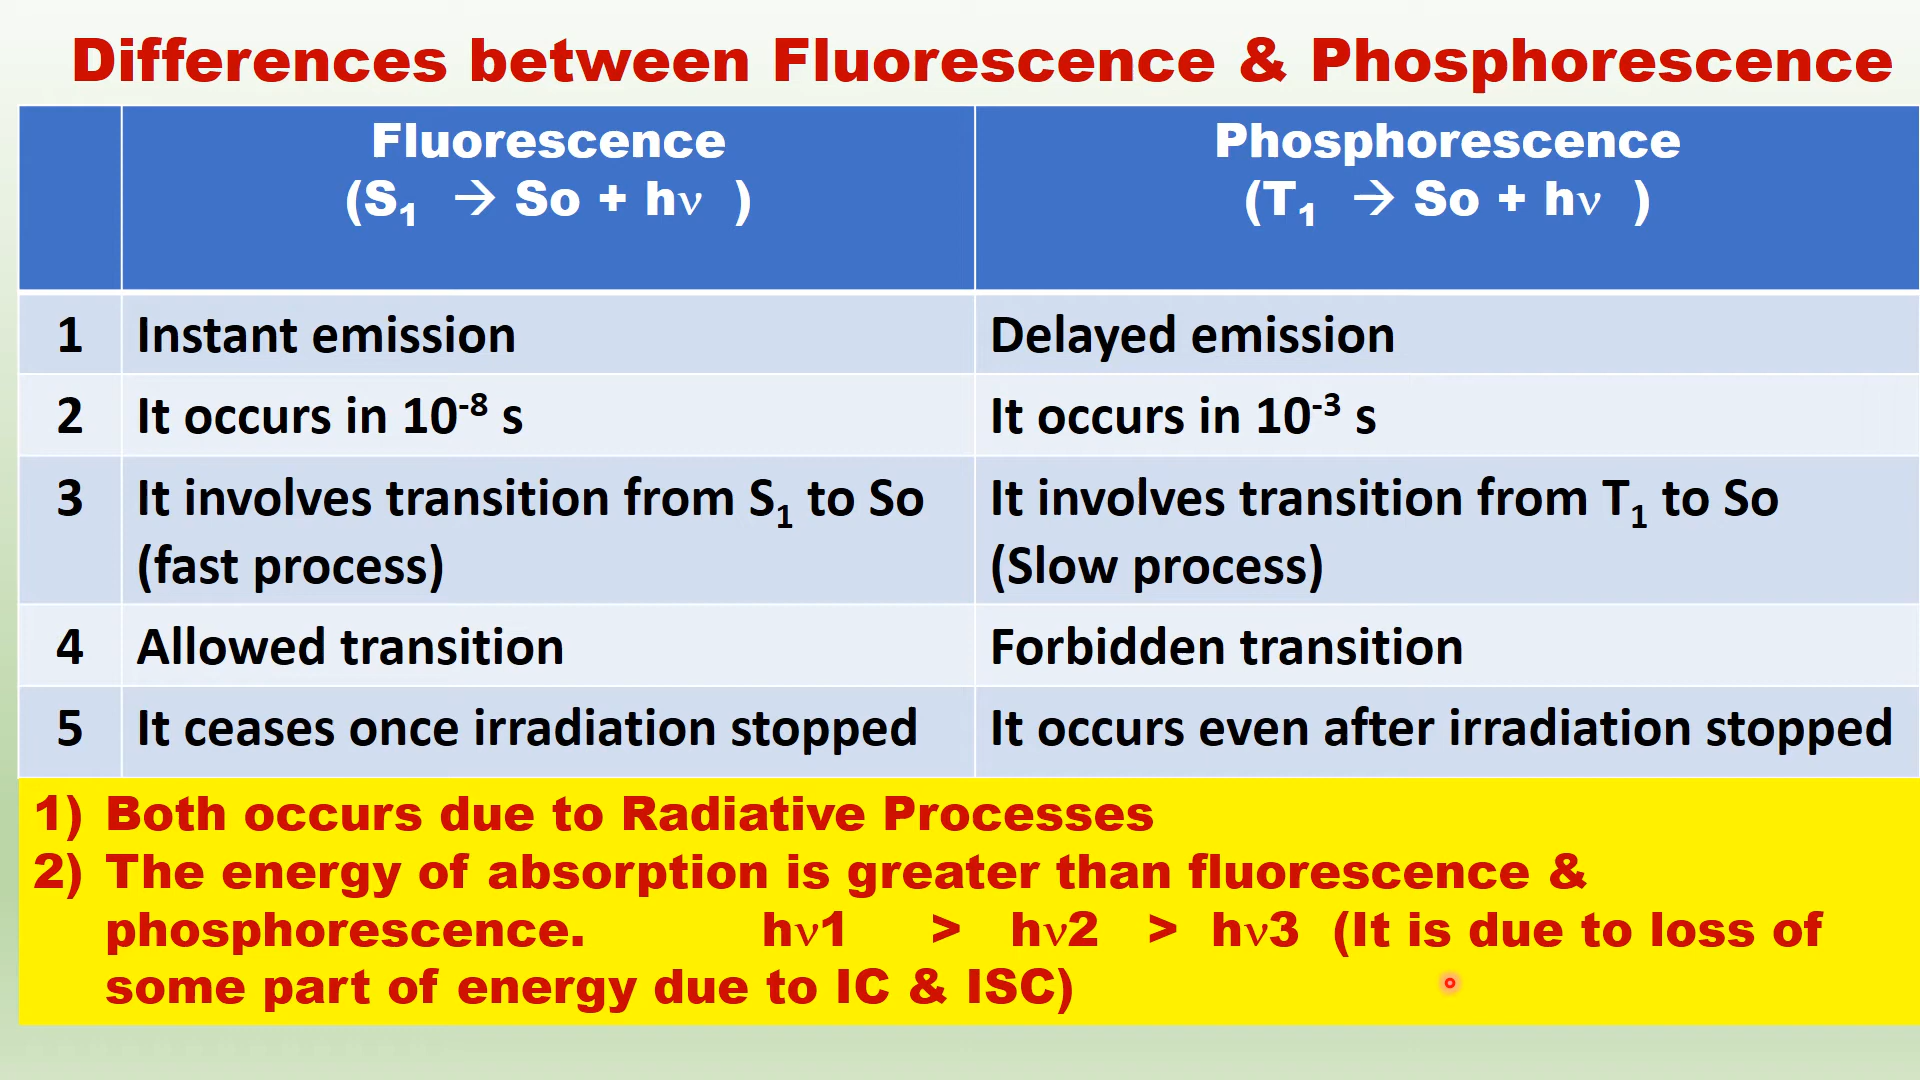 Differences between Fluorescence & Phosphorescence
Fluorescence
(S₁ → So + hν )
Phosphorescence
(T₁ → So + hν )
1 Instant emission Delayed emission
2 It occurs in 10⁻⁸ s It occurs in 10⁻³ s
3 It involves transition from S₁ to So It involves transition from T₁ to So
(fast process) (Slow process)
4 Allowed transition Forbidden transition
5 It ceases once irradiation stopped It occurs even after irradiation stopped
1) Both occurs due to Radiative Processes
2) The energy of absorption is greater than fluorescence &
phosphorescence. hν1 > hν2 > hν3 (It is due to loss of
some part of energy due to IC & ISC)